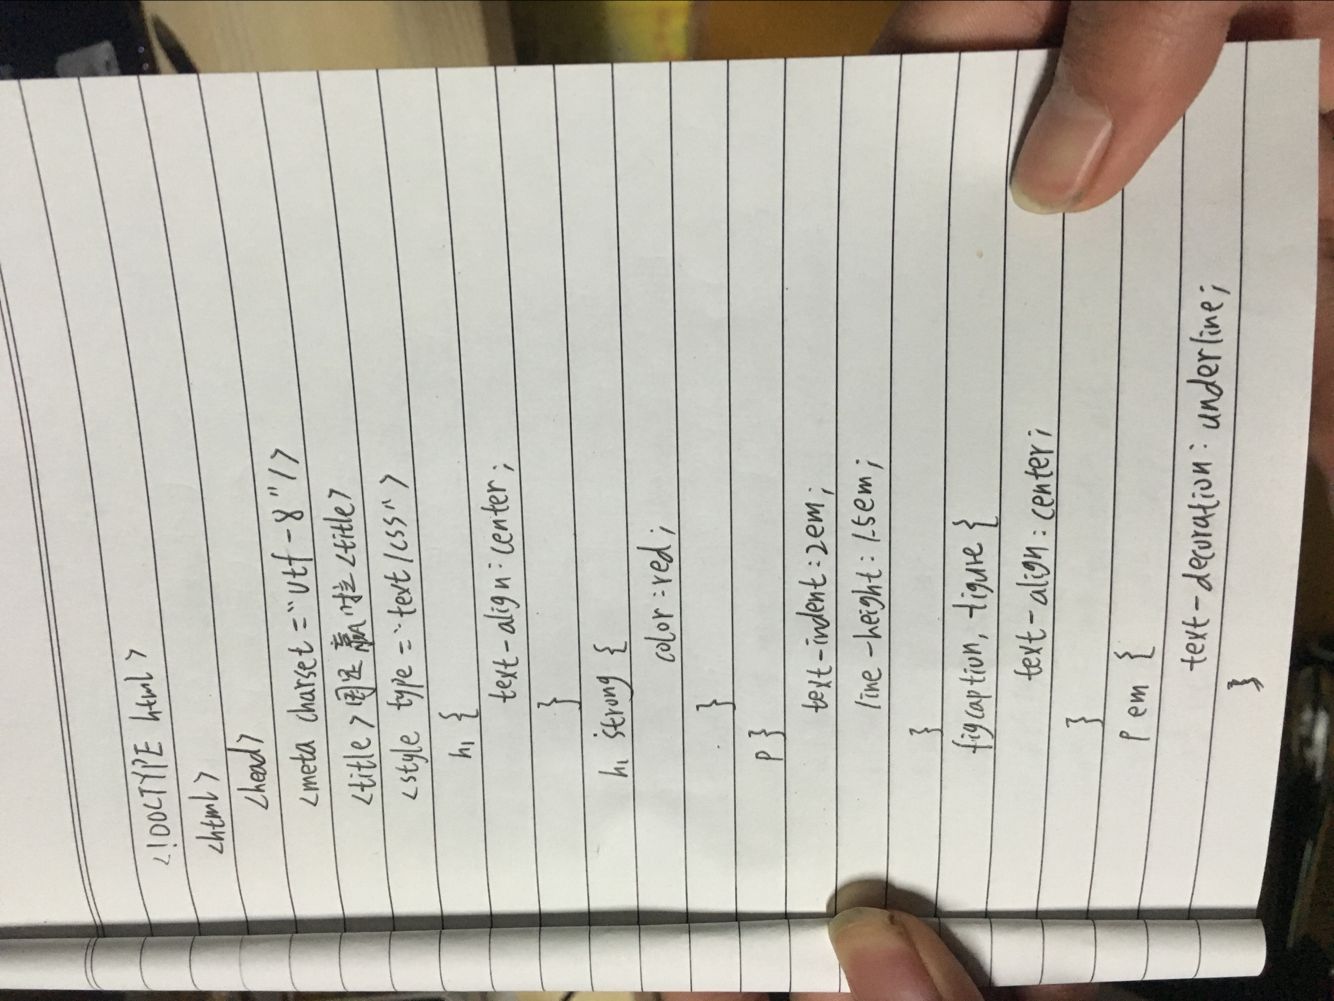 <!DOCTYPE html>
<html>
<head>
<meta charset="utf-8"/>
<title>国足赢啦<title>
<style type="text/css">
h1 {
text-align:center;
}
h1 strong {
color:red;
}
p }
text-indent:2em;
line-height:1.5em;
}
figcaption, figure {
text-align:center;
}
p em {
text-decoration: underline;
}